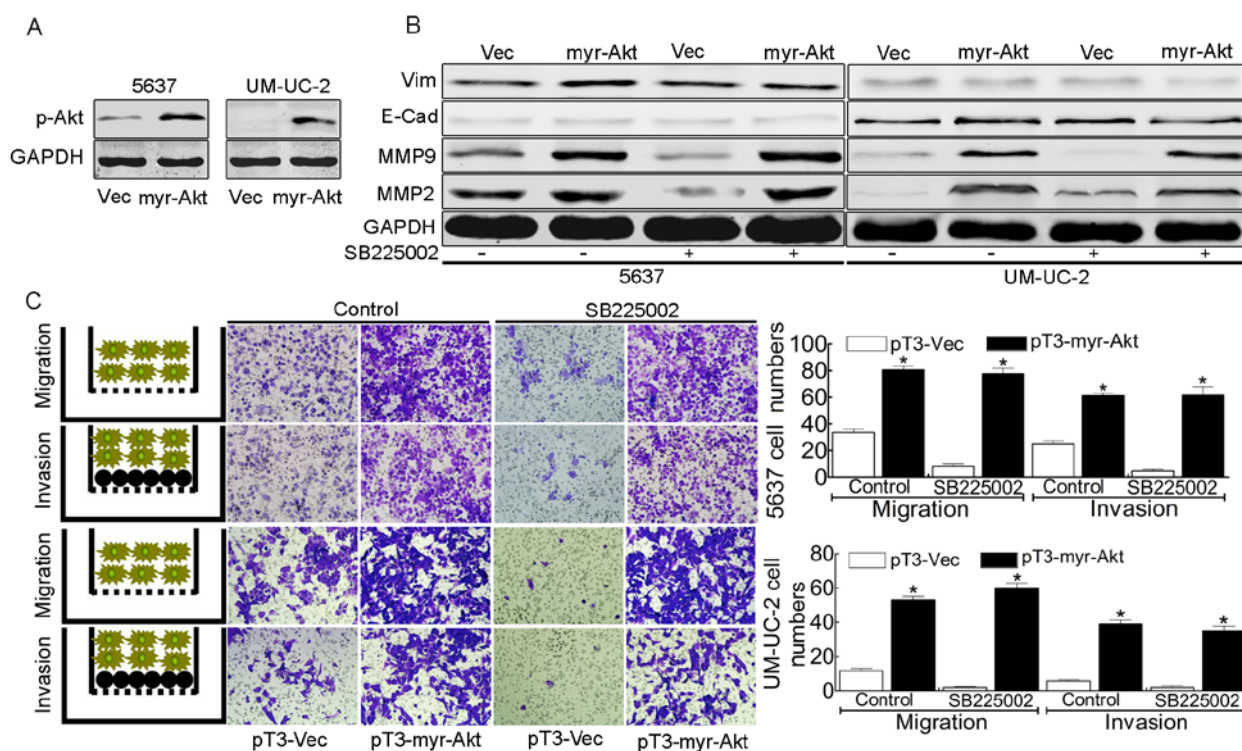 A
5637
UM-UC-2
p-Akt
GAPDH
Vec myr-Akt
Vec myr-Akt
B
Vec myr-Akt Vec myr-Akt
Vec myr-Akt Vec myr-Akt
Vim
E-Cad
MMP9
MMP2
GAPDH
SB225002 - - + + - - + +
5637
UM-UC-2
C
Control
SB225002
Migration
Invasion
Migration
Invasion
pT3-Vec pT3-myr-Akt pT3-Vec pT3-myr-Akt
pT3-Vec pT3-myr-Akt
5637 cell numbers
80
60
40
20
0
* * * *
Control SB225002 Control SB225002
Migration Invasion
pT3-Vec pT3-myr-Akt
UM-UC-2 cell
numbers
80
60
40
20
0
* * * *
Control SB225002 Control SB225002
Migration Invasion